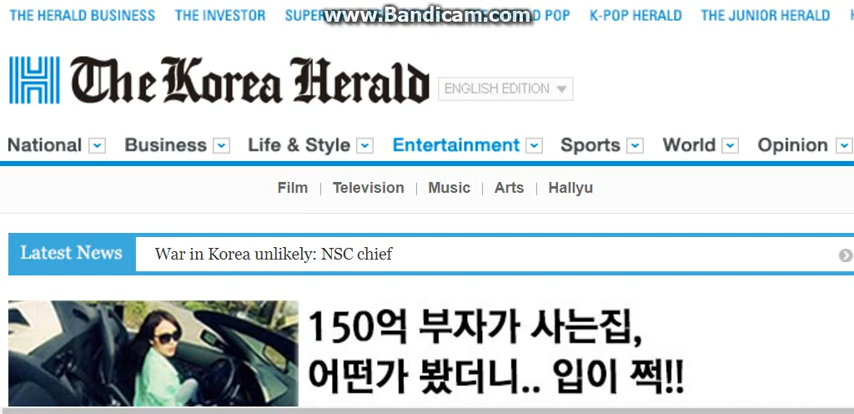 THE HERALD BUSINESS THE INVESTOR SUPER POP K-POP HERALD THE JUNIOR HERALD
www.Bandicam.com
The Korea Herald ENGLISH EDITION
National Business Life & Style Entertainment Sports World Opinion
Film | Television | Music | Arts | Hallyu
Latest News War in Korea unlikely: NSC chief
150억 부자가 사는집,
어떤가 봤더니.. 입이 쩍!!